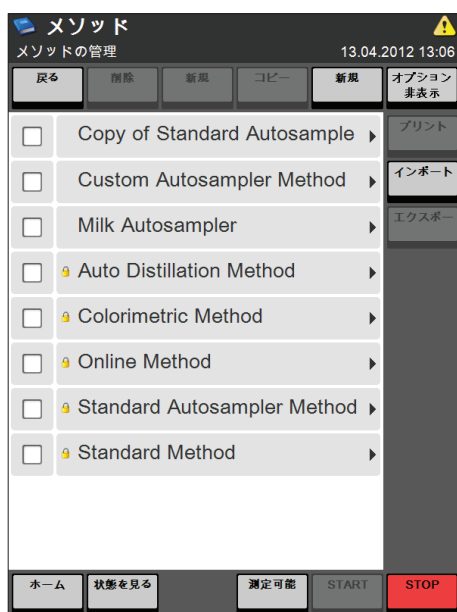 メソッド
メソッドの管理 13.04.2012 13:06
戻る 削除 新規 コピー 新規 オプション
非表示
Copy of Standard Autosample プリント
Custom Autosampler Method インポート
Milk Autosampler エクスポー
Auto Distillation Method
Colorimetric Method
Online Method
Standard Autosampler Method
Standard Method
ホーム 状態を見る 測定可能 START STOP